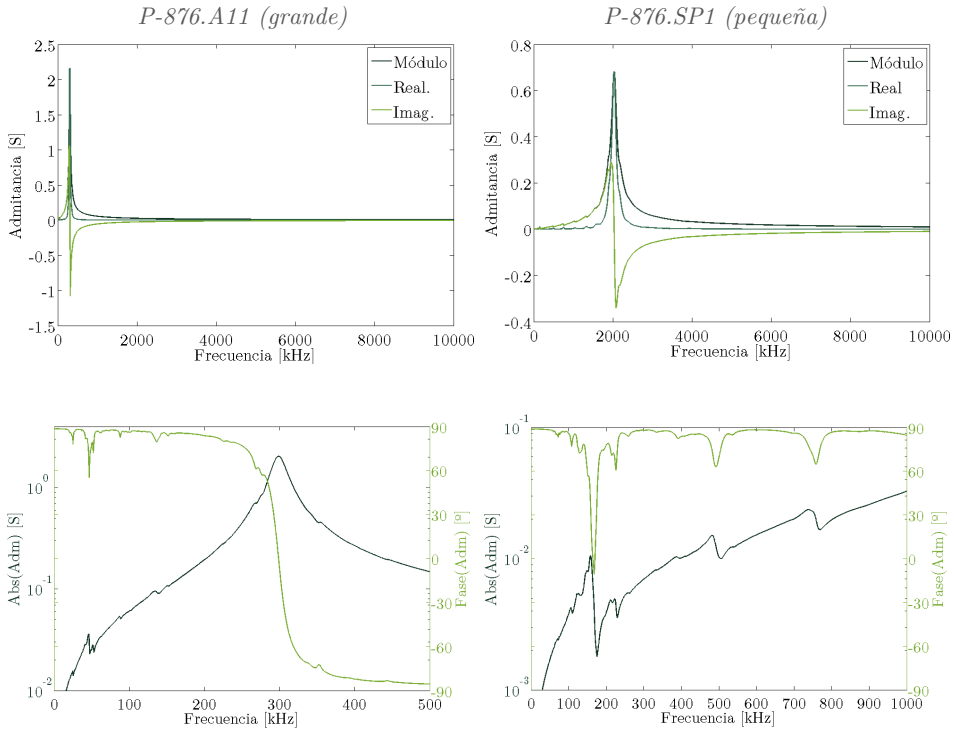 P-876.A11 (grande)
P-876.SP1 (pequeña)
2.5
2
1.5
1
0.5
0
-0.5
-1
-1.5
Admitancia [S]
0 2000 4000 6000 8000 10000
Frecuencia [kHz]
Módulo
Real.
Imag.
0.8
0.6
0.4
0.2
0
-0.2
-0.4
Admitancia [S]
0 2000 4000 6000 8000 10000
Frecuencia [kHz]
Módulo
Real
Imag.
10^0
10^-1
10^-2
Abs(Adm) [S]
0 100 200 300 400 500
Frecuencia [kHz]
90
60
30
0
-30
-60
-90
Fase(Adm) [º]
10^-1
10^-2
10^-3
Abs(Adm) [S]
0 100 200 300 400 500 600 700 800 900 1000
Frecuencia [kHz]
90
60
30
0
-30
-60
-90
Fase(Adm) [º]